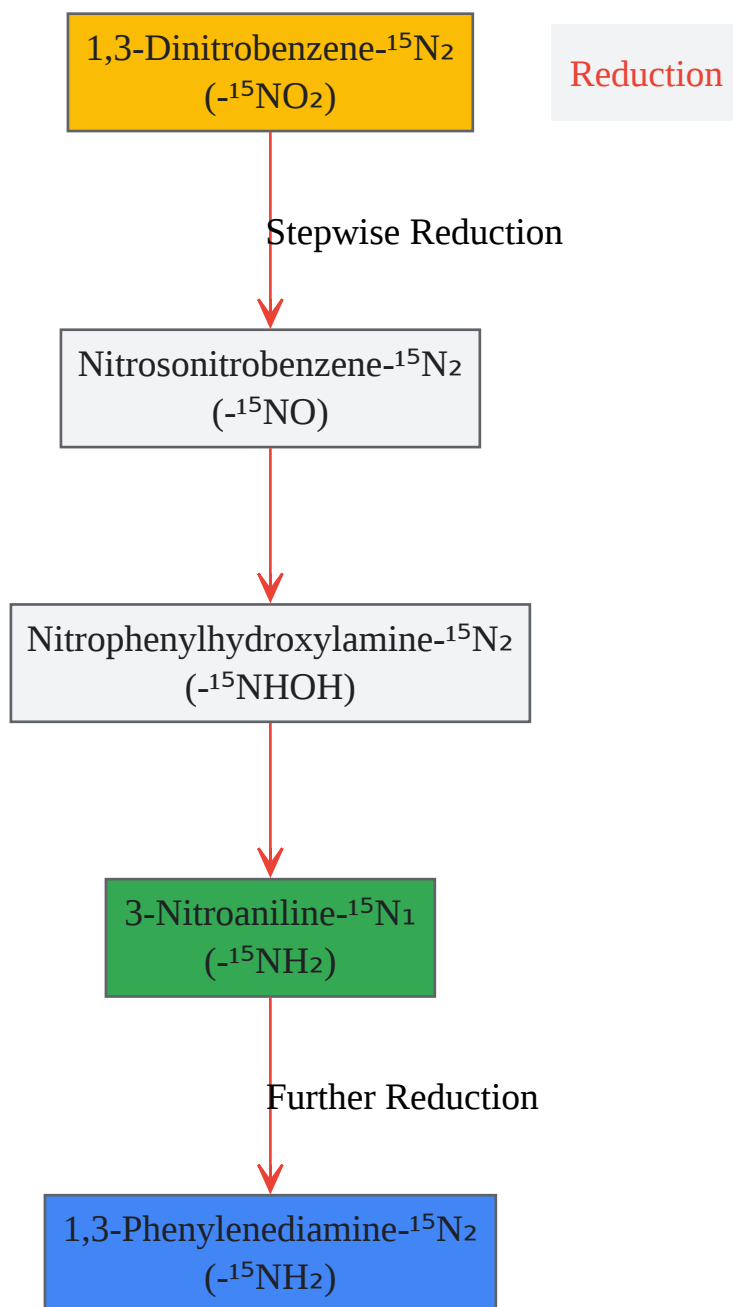 1,3-Dinitrobenzene-¹⁵N₂
(-¹⁵NO₂)
Reduction
Stepwise Reduction
Nitrosonitrobenzene-¹⁵N₂
(-¹⁵NO)
Nitrophenylhydroxylamine-¹⁵N₂
(-¹⁵NHOH)
3-Nitroaniline-¹⁵N₁
(-¹⁵NH₂)
Further Reduction
1,3-Phenylenediamine-¹⁵N₂
(-¹⁵NH₂)